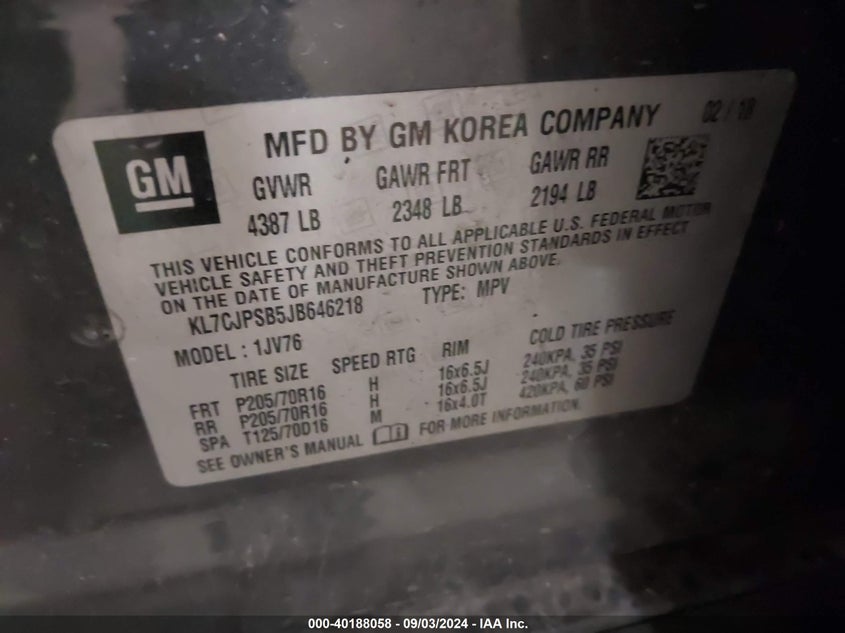 GM
MFD BY GM KOREA COMPANY 02 / 18
GVWR GAWR FRT GAWR RR
4387 LB 2348 LB 2194 LB
THIS VEHICLE CONFORMS TO ALL APPLICABLE U.S. FEDERAL MOTOR
VEHICLE SAFETY AND THEFT PREVENTION STANDARDS IN EFFECT
ON THE DATE OF MANUFACTURE SHOWN ABOVE.
KL7CJPSB5JB646218 TYPE: MPV
MODEL : 1JV76
TIRE SIZE SPEED RTG RIM COLD TIRE PRESSURE
FRT P205/70R16 H 16x6.5J 240KPA, 35 PSI
RR P205/70R16 H 16x6.5J 240KPA, 35 PSI
SPA T125/70D16 M 16x4.0T 420KPA, 60 PSI
SEE OWNER'S MANUAL FOR MORE INFORMATION.
000-40188058 - 09/03/2024 - IAA Inc.